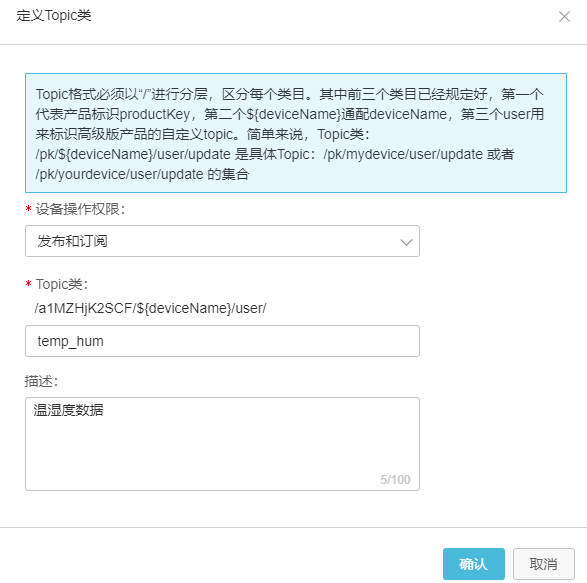 定义Topic类
Topic格式必须以“/”进行分层，区分每个类目。其中前三个类目已经规定好，第一个
代表产品标识productKey，第二个${deviceName}通配deviceName，第三个user用
来标识高级版产品的自定义topic。简单来说，Topic类：
/pk/${deviceName}/user/update 是具体Topic：/pk/mydevice/user/update 或者
/pk/yourdevice/user/update 的集合
* 设备操作权限：
发布和订阅
* Topic类：
/a1MZHjK2SCF/${deviceName}/user/
temp_hum
描述：
温湿度数据
5/100
确认 取消